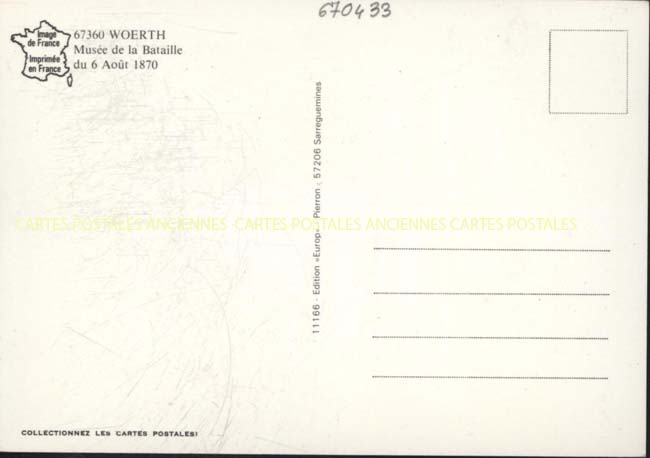 670433
Image
de France
Imprimée
en France
67360 WOERTH
Musée de la Bataille
du 6 Août 1870
11166 - Edition «Europ» Pierron : 57206 Sarreguemines
CARTES POSTALES ANCIENNES CARTES POSTALES ANCIENNES CARTES POSTALES
COLLECTIONNEZ LES CARTES POSTALES!